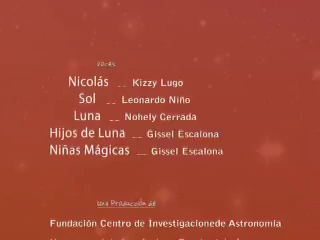 voces
Nicolás __ Kizzy Lugo
Sol __ Leonardo Niño
Luna __ Nohely Cerrada
Hijos de Luna __ Gissel Escalona
Niñas Mágicas __ Gissel Escalona
Una Producción de
Fundación Centro de Investigacionede Astronomia